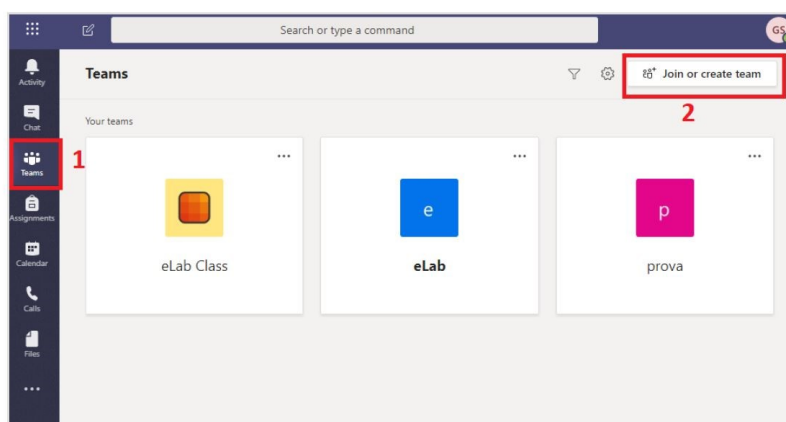 Search or type a command
GS
Activity
Chat
Teams
Assignments
Calendar
Calls
Files
1
Teams
Join or create team
2
Your teams
e
p
eLab Class
eLab
prova